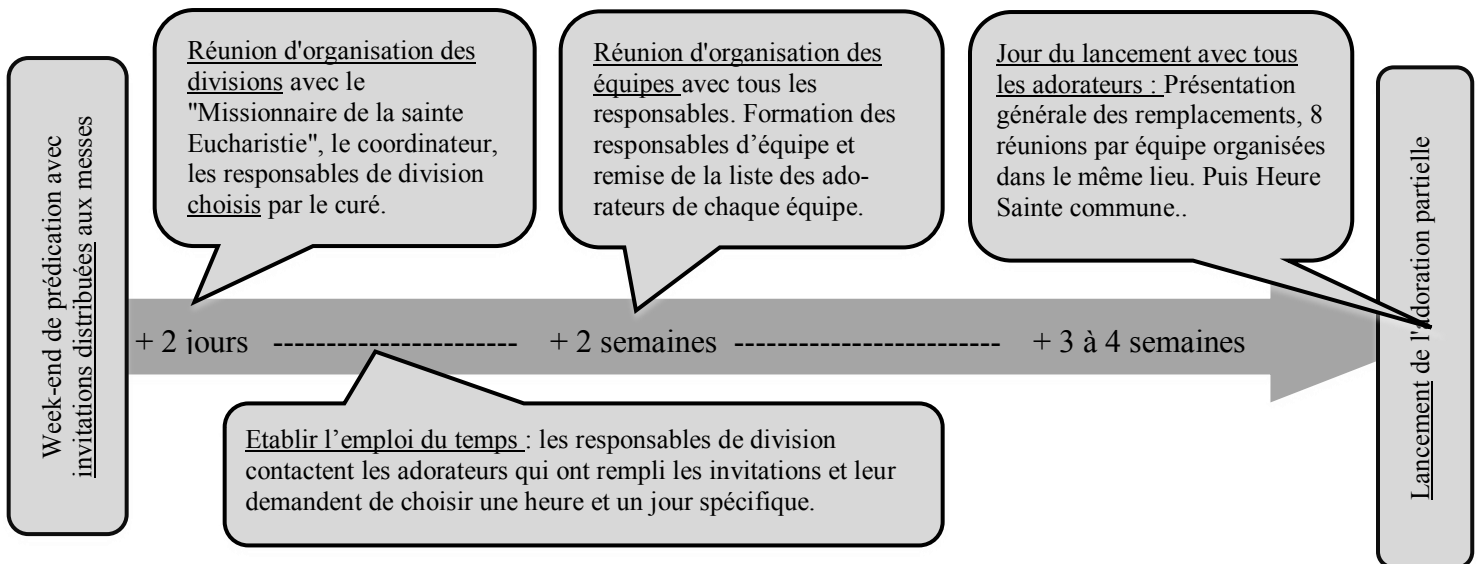 Week-end de prédication avec
invitations distribuées aux messes
Réunion d'organisation des
divisions avec le
"Missionnaire de la sainte
Eucharistie", le coordinateur,
les responsables de division
choisis par le curé.
Réunion d'organisation des
équipes avec tous les
responsables. Formation des
responsables d’équipe et
remise de la liste des ado-
rateurs de chaque équipe.
Jour du lancement avec tous
les adorateurs : Présentation
générale des remplacements, 8
réunions par équipe organisées
dans le même lieu. Puis Heure
Sainte commune..
+ 2 jours ----------------------- + 2 semaines ------------------------- + 3 à 4 semaines
Etablir l’emploi du temps : les responsables de division
contactent les adorateurs qui ont rempli les invitations et leur
demandent de choisir une heure et un jour spécifique.
Lancement de l'adoration partielle